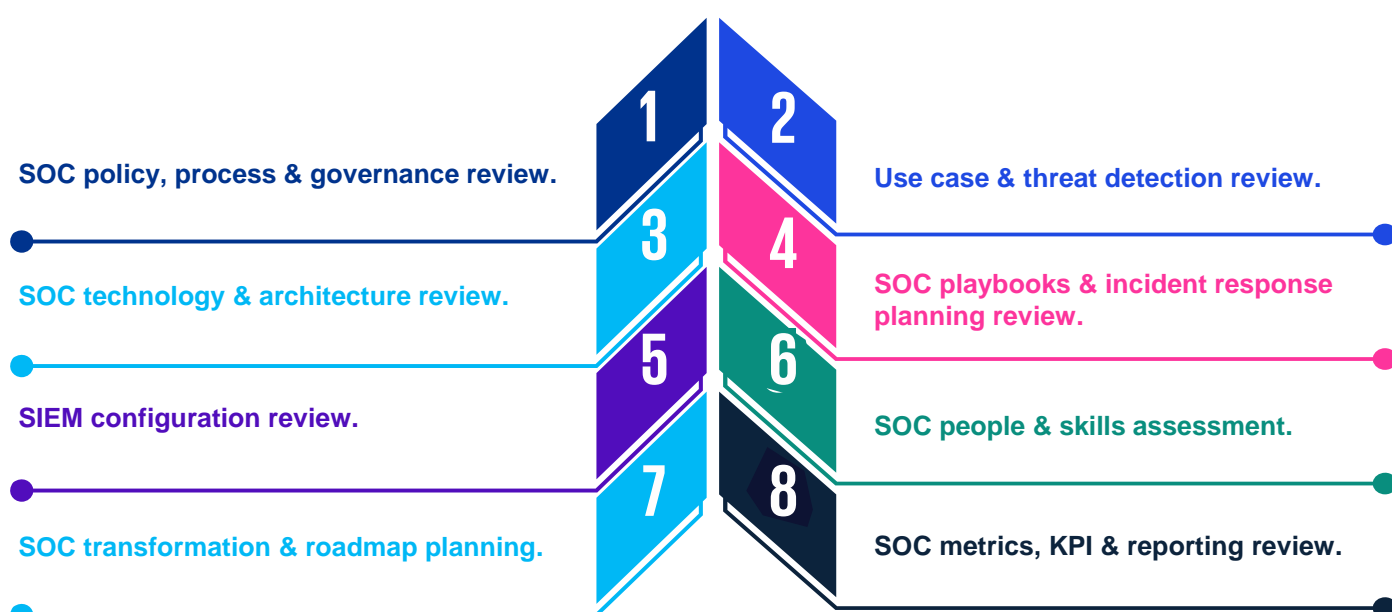 1
SOC policy, process & governance review.
2
Use case & threat detection review.
3
SOC technology & architecture review.
4
SOC playbooks & incident response
planning review.
5
SIEM configuration review.
6
SOC people & skills assessment.
7
SOC transformation & roadmap planning.
8
SOC metrics, KPI & reporting review.